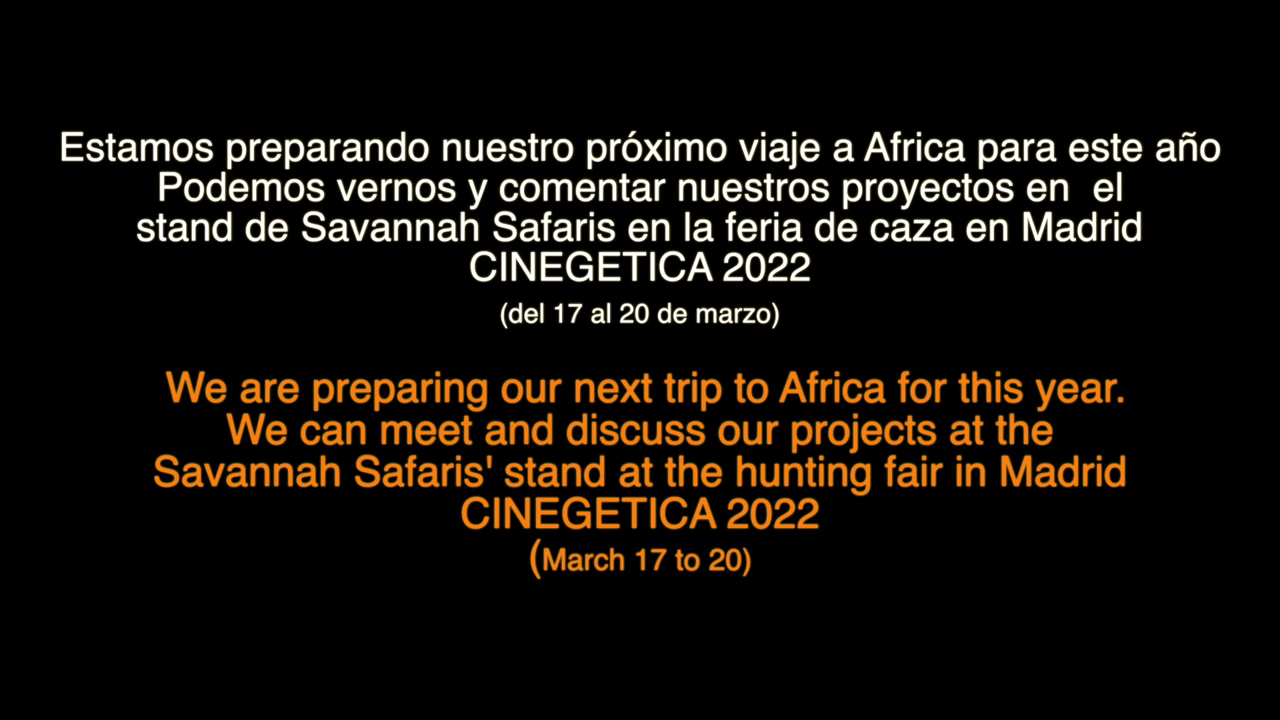 Estamos preparando nuestro próximo viaje a Africa para este año
Podemos vernos y comentar nuestros proyectos en  el
stand de Savannah Safaris en la feria de caza en Madrid
CINEGETICA 2022
(del 17 al 20 de marzo)
We are preparing our next trip to Africa for this year.
We can meet and discuss our projects at the
Savannah Safaris' stand at the hunting fair in Madrid
CINEGETICA 2022
(March 17 to 20)